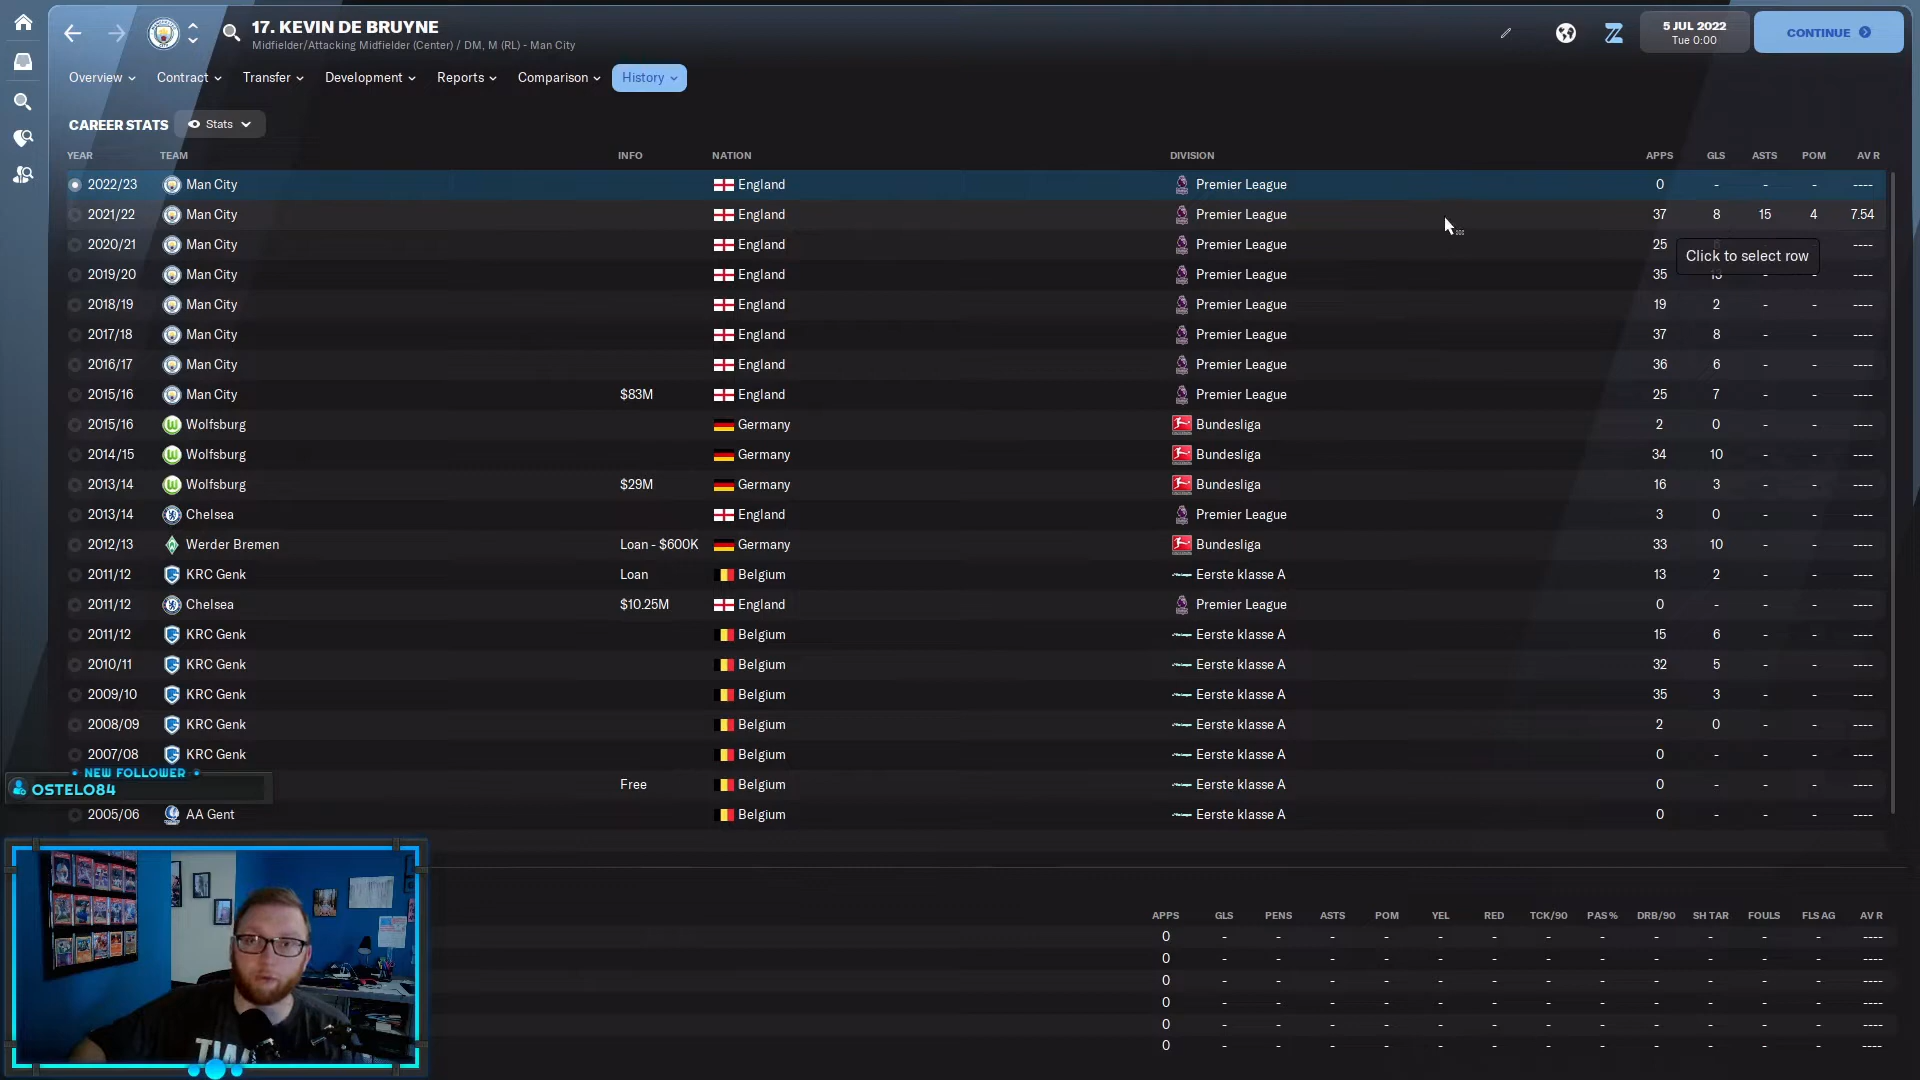 17. KEVIN DE BRUYNE
Midfielder/Attacking Midfielder (Center) / DM, M (RL) - Man City
5 JUL 2022
Tue 0:00
CONTINUE
Overview Contract Transfer Development Reports Comparison History
CAREER STATS Stats
YEAR TEAM INFO NATION DIVISION APPS GLS ASTS POM AV R
2022/23 Man City England Premier League 0 - - - ----
2021/22 Man City England Premier League 37 8 15 4 7.54
2020/21 Man City England Premier League 25 - ----
Click to select row
2019/20 Man City England Premier League 35 13 - - ----
2018/19 Man City England Premier League 19 2 - - ----
2017/18 Man City England Premier League 37 8 - - ----
2016/17 Man City England Premier League 36 6 - - ----
2015/16 Man City $83M England Premier League 25 7 - - ----
2015/16 Wolfsburg Germany Bundesliga 2 0 - - ----
2014/15 Wolfsburg Germany Bundesliga 34 10 - - ----
2013/14 Wolfsburg $29M Germany Bundesliga 16 3 - - ----
2013/14 Chelsea England Premier League 3 0 - - ----
2012/13 Werder Bremen Loan - $600K Germany Bundesliga 33 10 - - ----
2011/12 KRC Genk Loan Belgium Eerste klasse A 13 2 - - ----
2011/12 Chelsea $10.25M England Premier League 0 - - - ----
2011/12 KRC Genk Belgium Eerste klasse A 15 6 - - ----
2010/11 KRC Genk Belgium Eerste klasse A 32 5 - - ----
2009/10 KRC Genk Belgium Eerste klasse A 35 3 - - ----
2008/09 KRC Genk Belgium Eerste klasse A 2 0 - - ----
2007/08 KRC Genk Belgium Eerste klasse A 0 - - - ----
NEW FOLLOWER
OSTELO84
Free Belgium Eerste klasse A 0 - - - ----
2005/06 AA Gent Belgium Eerste klasse A 0 - - - ----
APPS GLS PENS ASTS POM YEL RED TCK/90 PAS % DRB/90 SH TAR FOULS FLS AG AV R
0 - - - - - - - - - - - - ----
0 - - - - - - - - - - - - ----
0 - - - - - - - - - - - - ----
0 - - - - - - - - - - - - ----
0 - - - - - - - - - - - - ----
0 - - - - - - - - - - - - ----